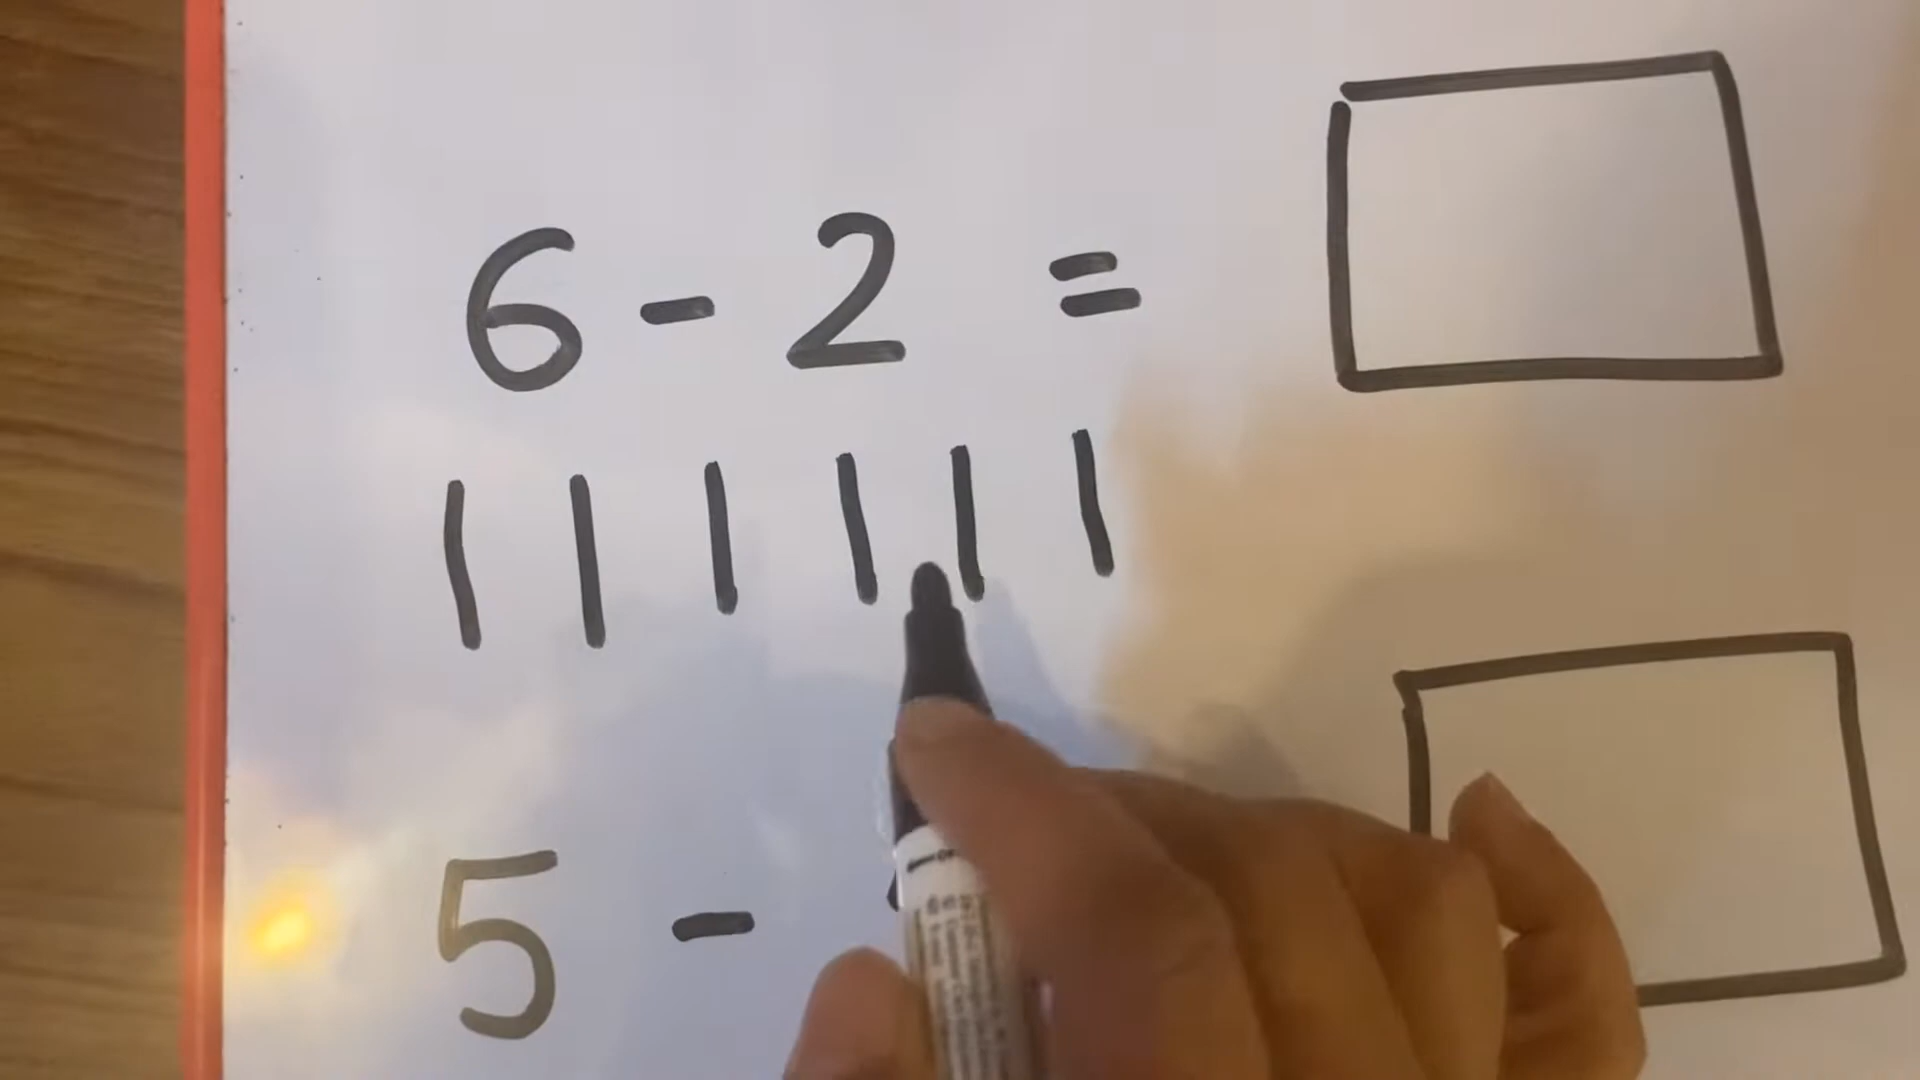 6 - 2 =
| | | | | |
5 -